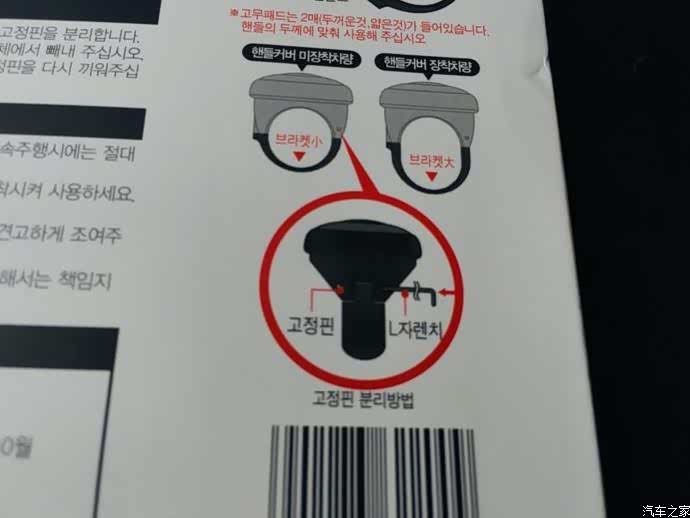 ※고무패드는 2매(두꺼운것,얇은것)가 들어있습니다.
핸들의 두께에 맞춰 사용해 주십시오
고정핀을 분리합니다.
체에서 빼내 주십시오.
정핀을 다시 끼워주십
핸들커버 미장착차량
핸들커버 장착차량
브라켓小
브라켓大
속주행시에는 절대
착시켜 사용하세요.
견고하게 조여주
해서는 책임지
고정핀
L자렌치
고정핀 분리방법
0월
汽车之家